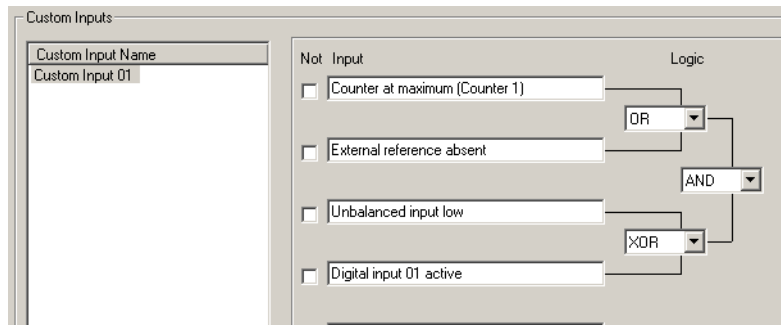 Custom Inputs
Custom Input Name
Custom Input 01
Not Input Logic
Counter at maximum (Counter 1)
OR
External reference absent
AND
Unbalanced input low
XOR
Digital input 01 active